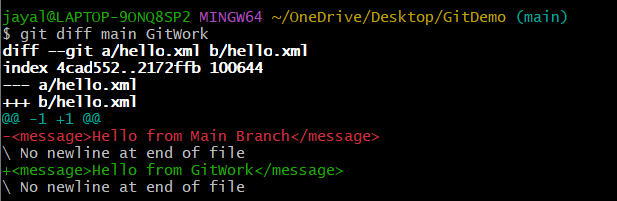 jayal@LAPTOP-9ONQ8SP2 MINGW64 ~/OneDrive/Desktop/GitDemo (main)
$ git diff main GitWork
diff --git a/hello.xml b/hello.xml
index 4cad552..2172ffb 100644
--- a/hello.xml
+++ b/hello.xml
@@ -1 +1 @@
-<message>Hello from Main Branch</message>
\ No newline at end of file
+<message>Hello from GitWork</message>
\ No newline at end of file